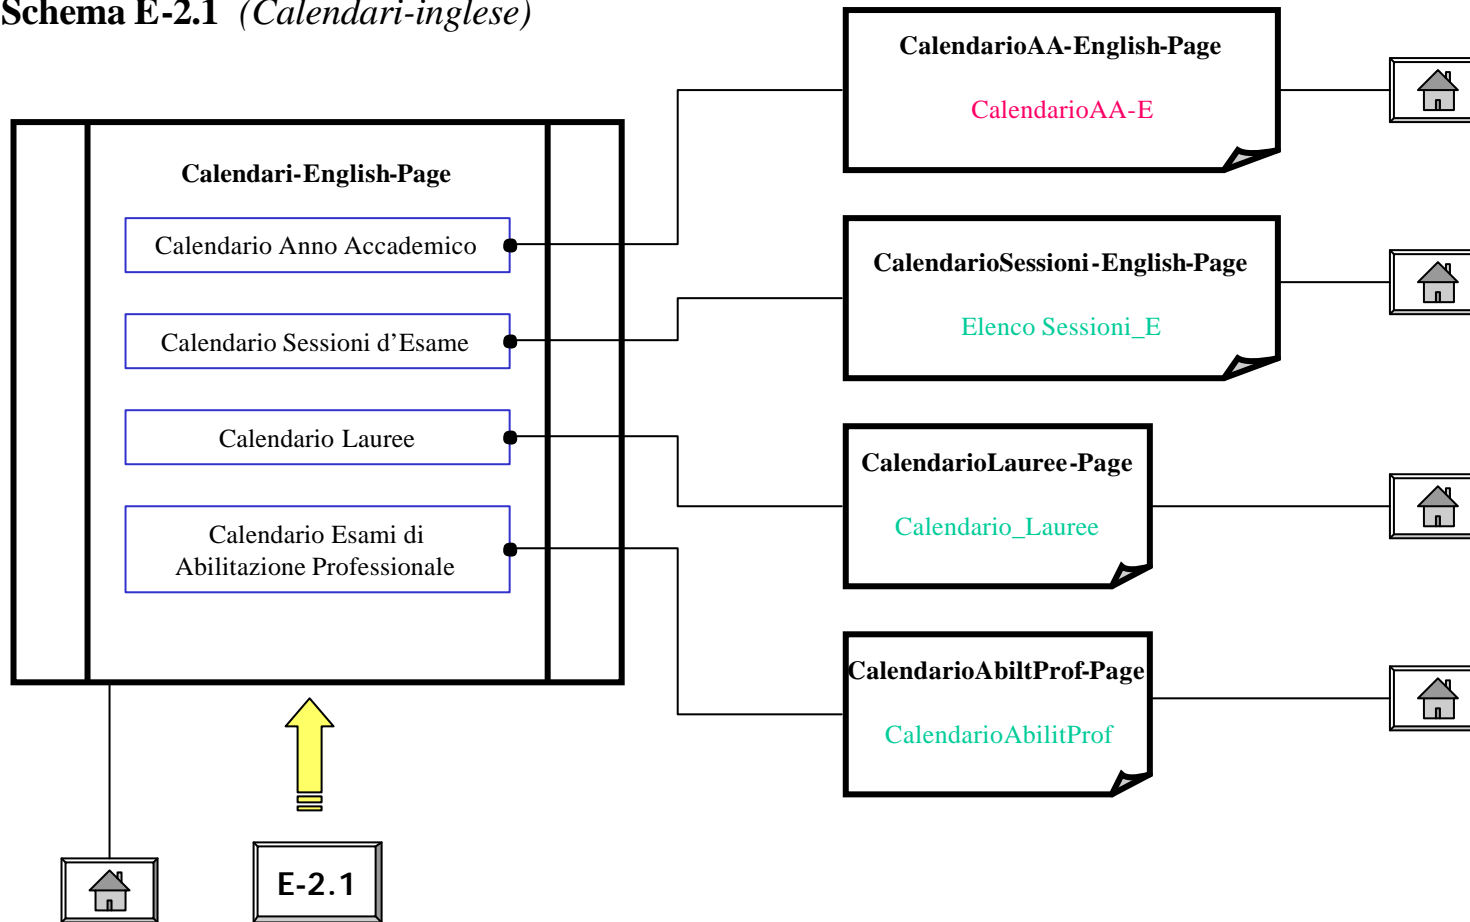 Schema E-2.1 (Calendari-inglese)
Calendari-English-Page
Calendario Anno Accademico
Calendario Sessioni d’Esame
Calendario Lauree
Calendario Esami di
Abilitazione Professionale
E-2.1
CalendarioAA-English-Page
CalendarioAA-E
CalendarioSessioni-English-Page
Elenco Sessioni_E
CalendarioLauree-Page
Calendario_Lauree
CalendarioAbiltProf-Page
CalendarioAbilitProf